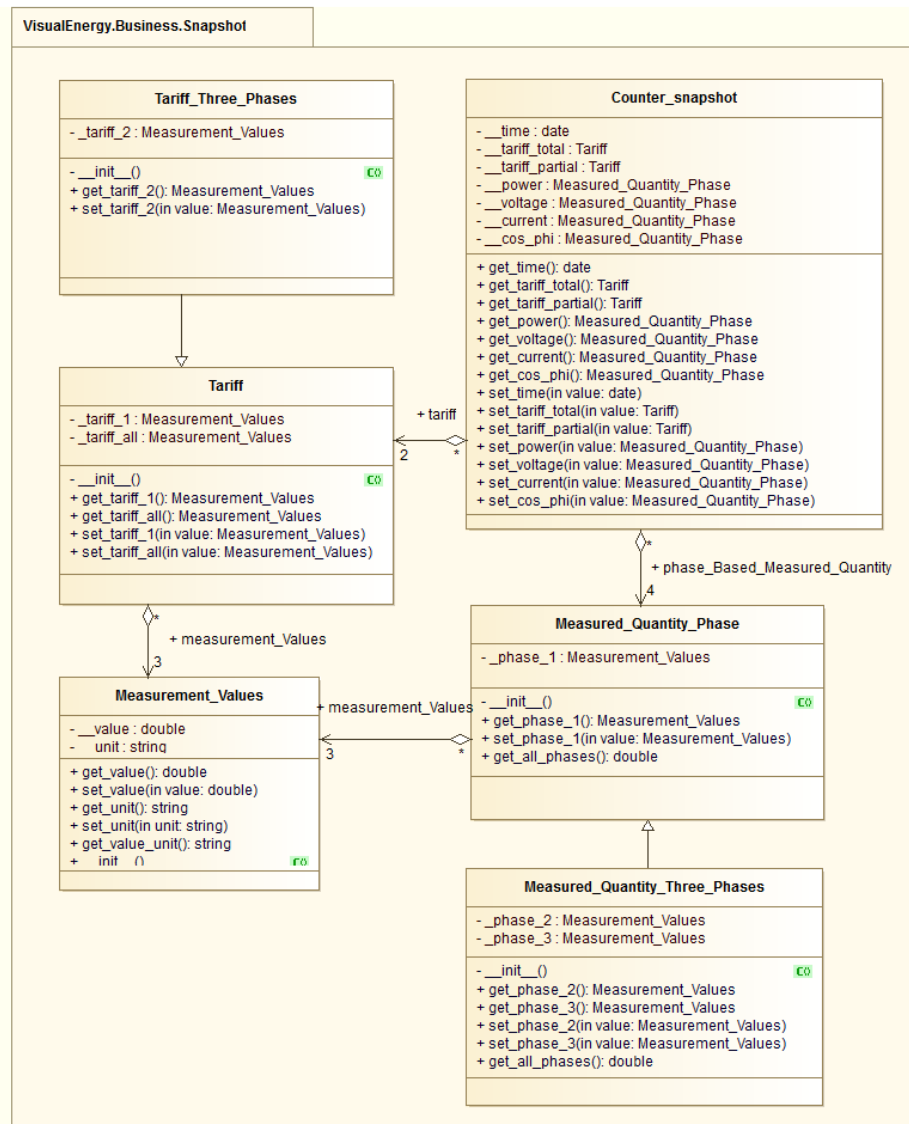 VisualEnergy.Business.Snapshot
Tariff_Three_Phases
- _tariff_2 : Measurement_Values
- __init__()
C()
+ get_tariff_2(): Measurement_Values
+ set_tariff_2(in value: Measurement_Values)
Counter_snapshot
- __time : date
- __tariff_total : Tariff
- __tariff_partial : Tariff
- __power : Measured_Quantity_Phase
- __voltage : Measured_Quantity_Phase
- __current : Measured_Quantity_Phase
- __cos_phi : Measured_Quantity_Phase
+ get_time(): date
+ get_tariff_total(): Tariff
+ get_tariff_partial(): Tariff
+ get_power(): Measured_Quantity_Phase
+ get_voltage(): Measured_Quantity_Phase
+ get_current(): Measured_Quantity_Phase
+ get_cos_phi(): Measured_Quantity_Phase
+ set_time(in value: date)
+ set_tariff_total(in value: Tariff)
+ set_tariff_partial(in value: Tariff)
+ set_power(in value: Measured_Quantity_Phase)
+ set_voltage(in value: Measured_Quantity_Phase)
+ set_current(in value: Measured_Quantity_Phase)
+ set_cos_phi(in value: Measured_Quantity_Phase)
Tariff
- _tariff_1 : Measurement_Values
- _tariff_all : Measurement_Values
- __init__()
C()
+ get_tariff_1(): Measurement_Values
+ get_tariff_all(): Measurement_Values
+ set_tariff_1(in value: Measurement_Values)
+ set_tariff_all(in value: Measurement_Values)
+ tariff
2
*
*
+ phase_Based_Measured_Quantity
4
*
+ measurement_Values
3
Measured_Quantity_Phase
- _phase_1 : Measurement_Values
- __init__()
C()
+ get_phase_1(): Measurement_Values
+ set_phase_1(in value: Measurement_Values)
+ get_all_phases(): double
Measurement_Values
- __value : double
- __unit : string
+ get_value(): double
+ set_value(in value: double)
+ get_unit(): string
+ set_unit(in unit: string)
+ get_value_unit(): string
+ __init__()
C()
+ measurement_Values
3
*
Measured_Quantity_Three_Phases
- _phase_2 : Measurement_Values
- _phase_3 : Measurement_Values
- __init__()
C()
+ get_phase_2(): Measurement_Values
+ get_phase_3(): Measurement_Values
+ set_phase_2(in value: Measurement_Values)
+ set_phase_3(in value: Measurement_Values)
+ get_all_phases(): double